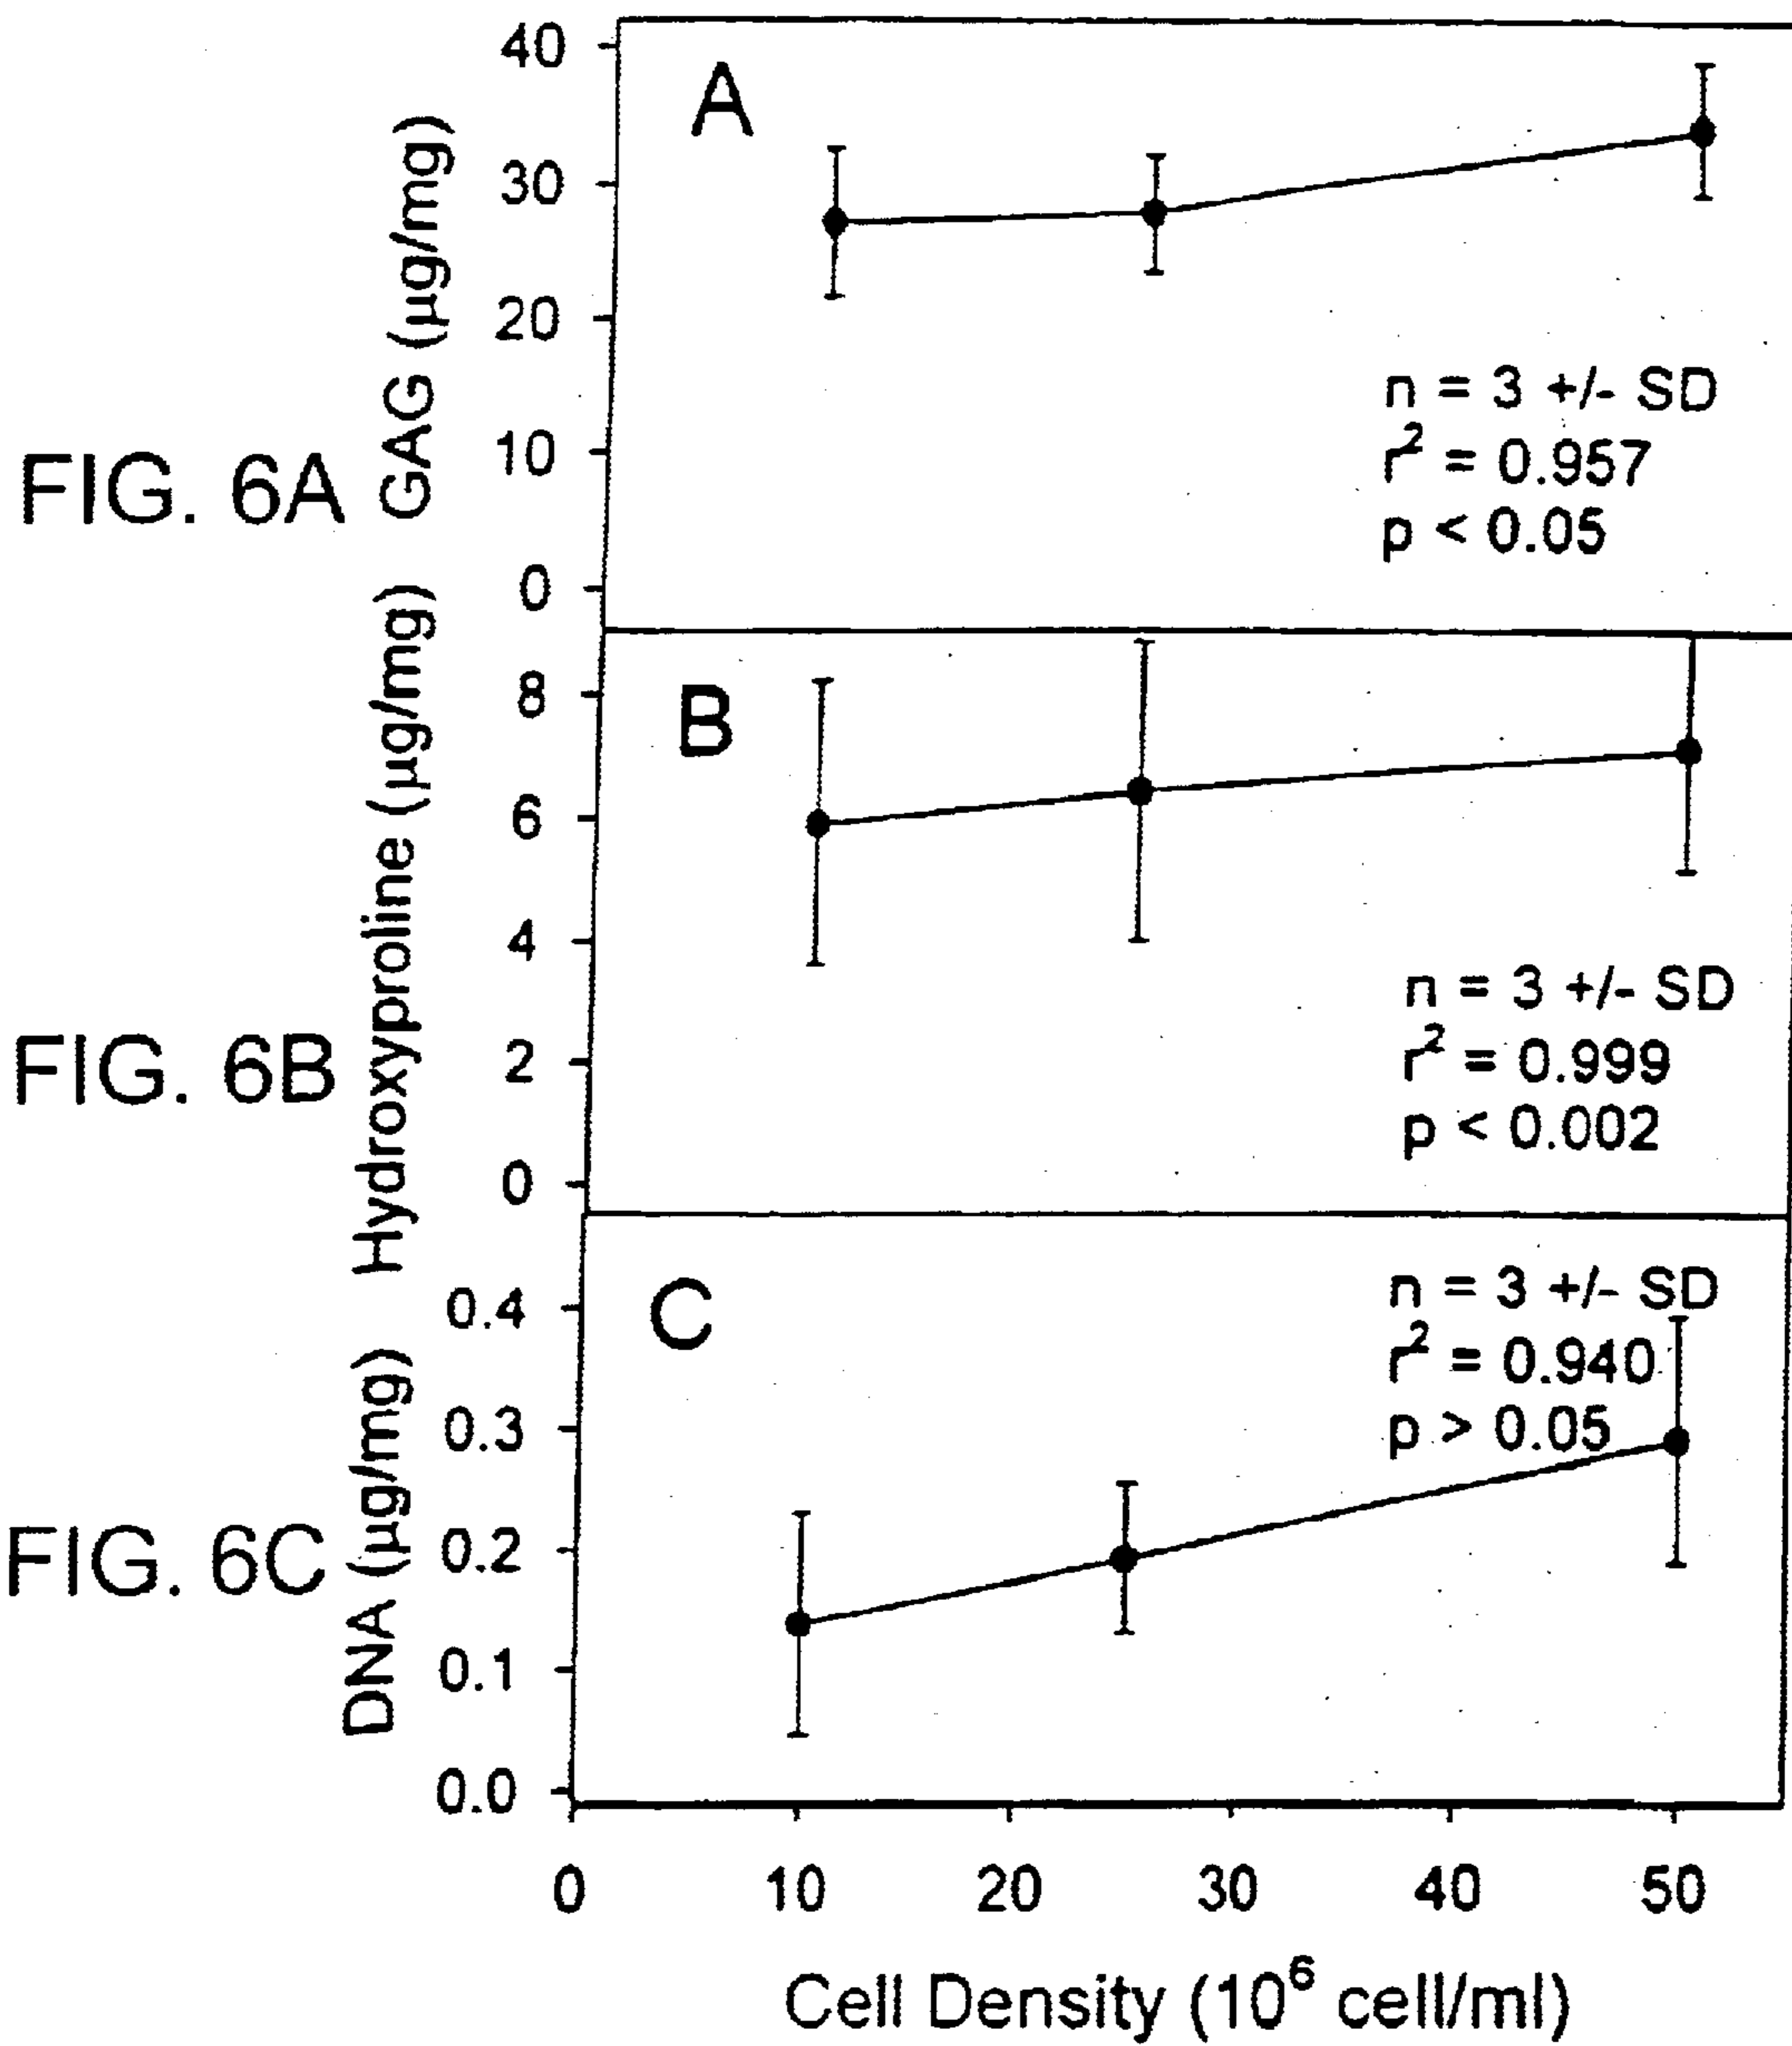 FIG. 6A
GAG (µg/mg)
40
30
20
10
0
A
n = 3 +/- SD
r² = 0.957
p < 0.05
FIG. 6B
Hydroxyproline (µg/mg)
8
6
4
2
0
B
n = 3 +/- SD
r² = 0.999
p < 0.002
FIG. 6C
DNA (µg/mg)
0.4
0.3
0.2
0.1
0.0
C
n = 3 +/- SD
r² = 0.940
p > 0.05
0 10 20 30 40 50
Cell Density (10⁶ cell/ml)